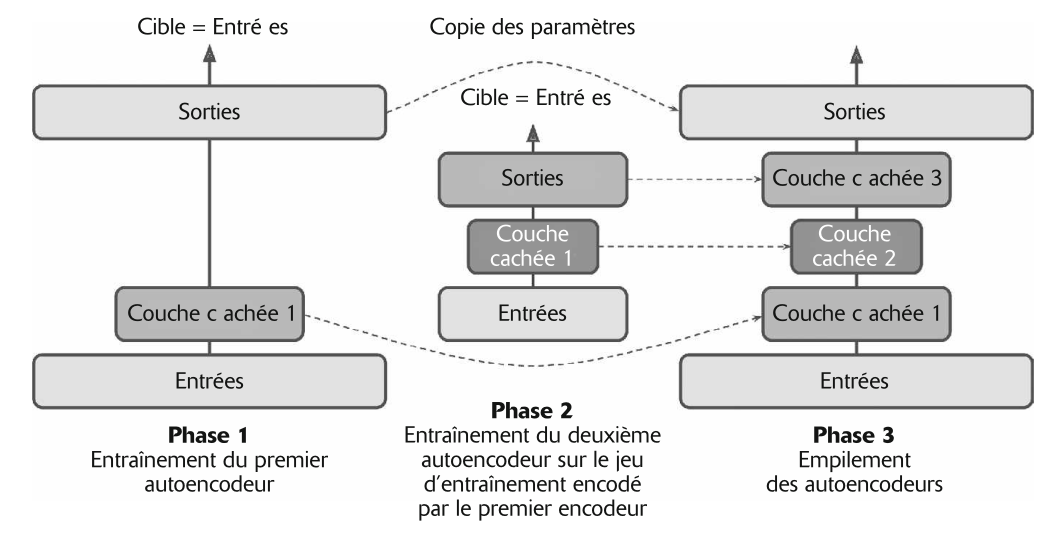 Cible = Entré es
Sorties
Couche c achée 1
Entrées
Phase 1
Entraînement du premier
autoencodeur
Copie des paramètres
Cible = Entré es
Sorties
Couche
cachée 1
Entrées
Phase 2
Entraînement du deuxième
autoencodeur sur le jeu
d'entraînement encodé
par le premier encodeur
Sorties
Couche c achée 3
Couche
cachée 2
Couche c achée 1
Entrées
Phase 3
Empilement
des autoencodeurs